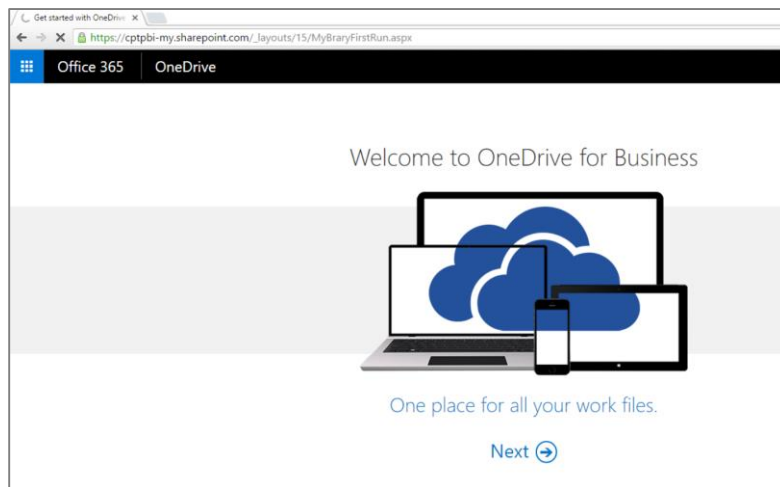 Get started with OneDriv
https://cptpbi-my.sharepoint.com/_layouts/15/MyBraryFirstRun.aspx
Office 365 OneDrive
Welcome to OneDrive for Business
One place for all your work files.
Next